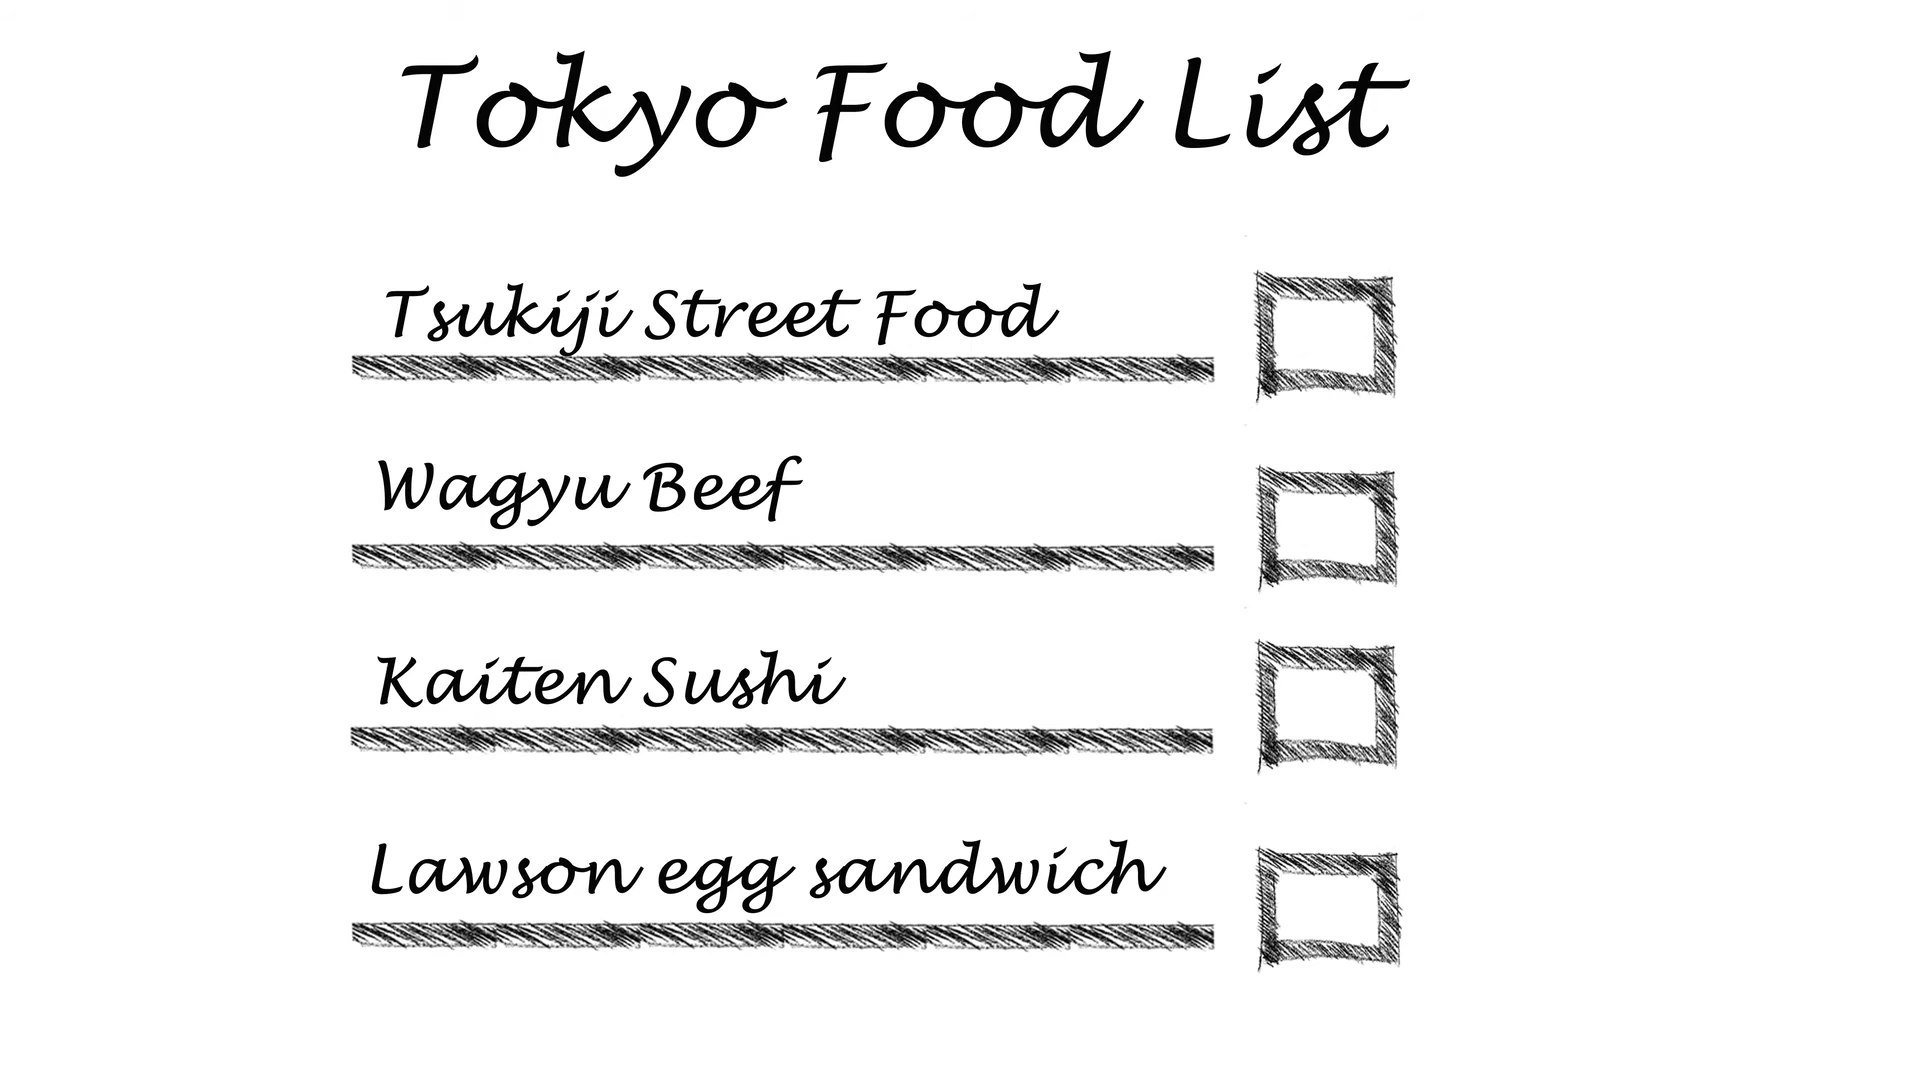 Tokyo Food List
Tsukiji Street Food
Wagyu Beef
Kaiten Sushi
Lawson egg sandwich